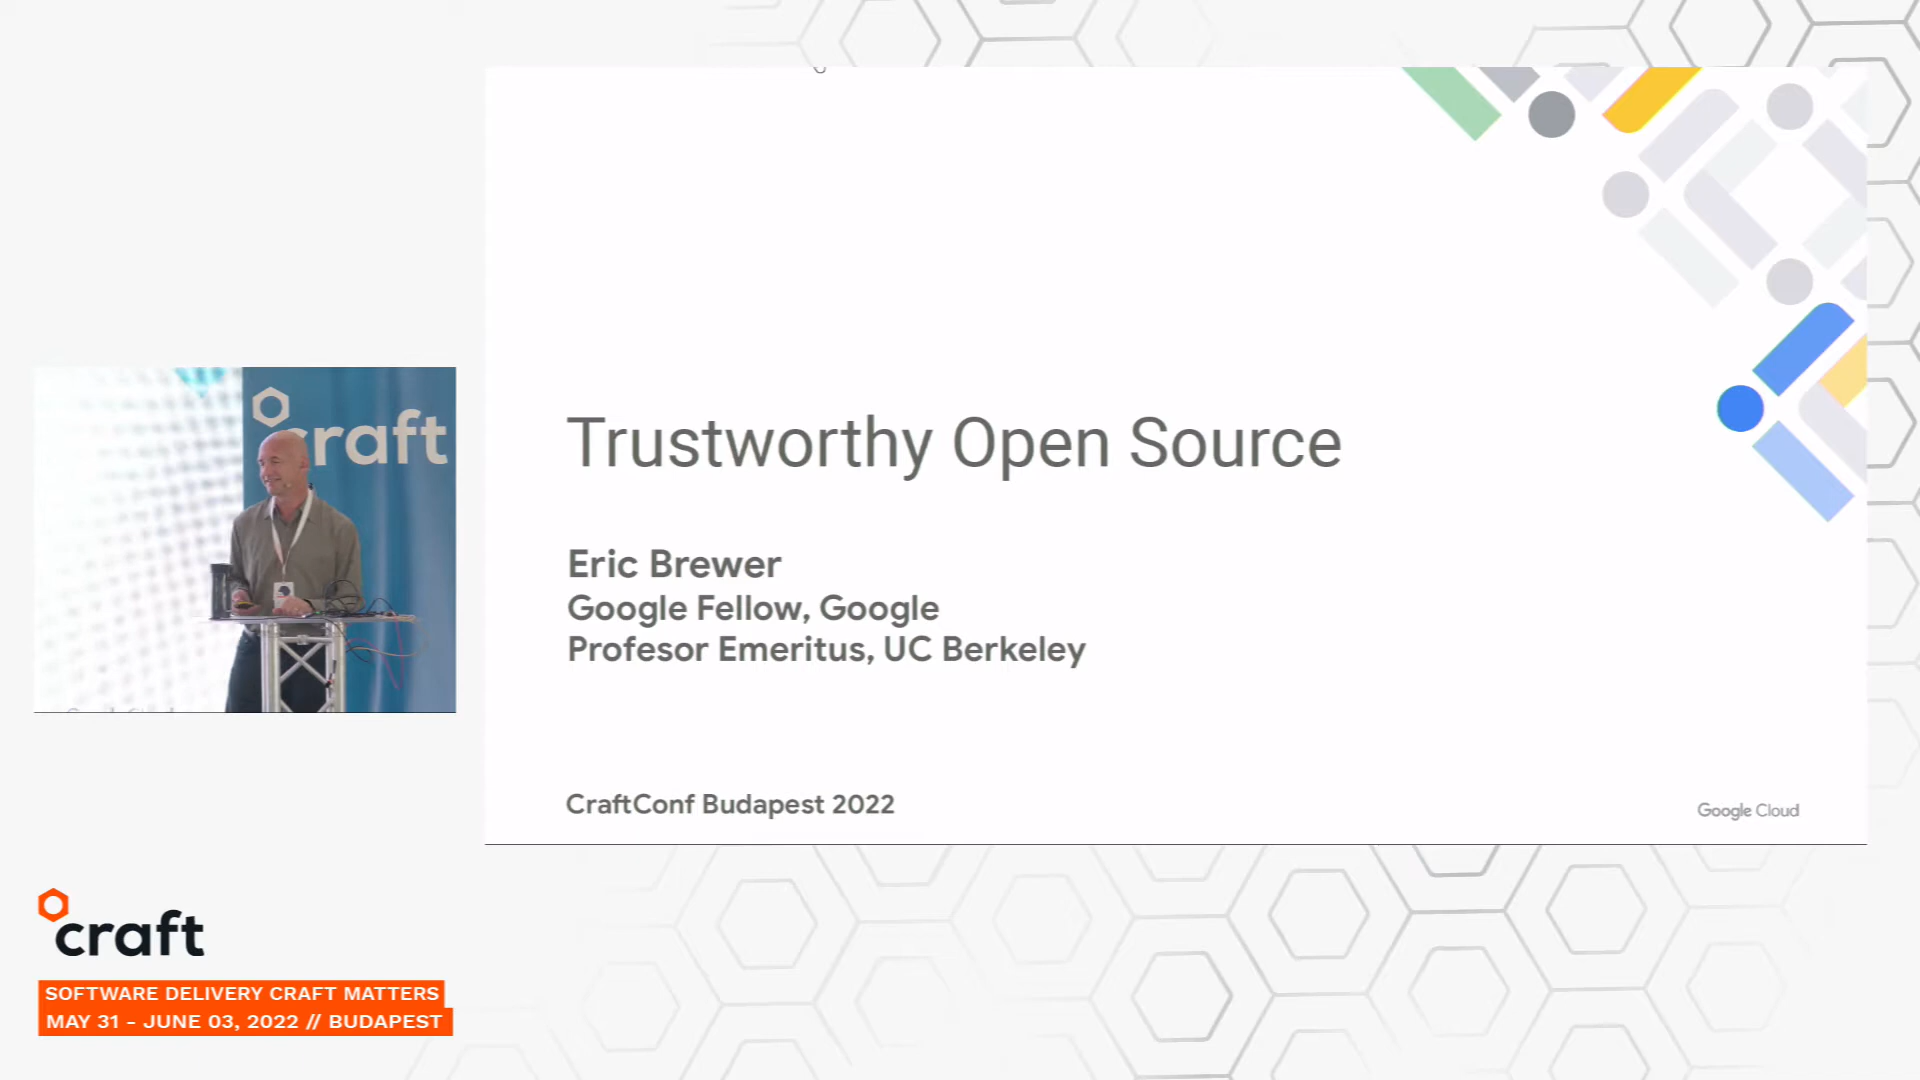 craft
Trustworthy Open Source
Eric Brewer
Google Fellow, Google
Profesor Emeritus, UC Berkeley
CraftConf Budapest 2022
Google Cloud
craft
SOFTWARE DELIVERY CRAFT MATTERS
MAY 31 - JUNE 03, 2022 // BUDAPEST